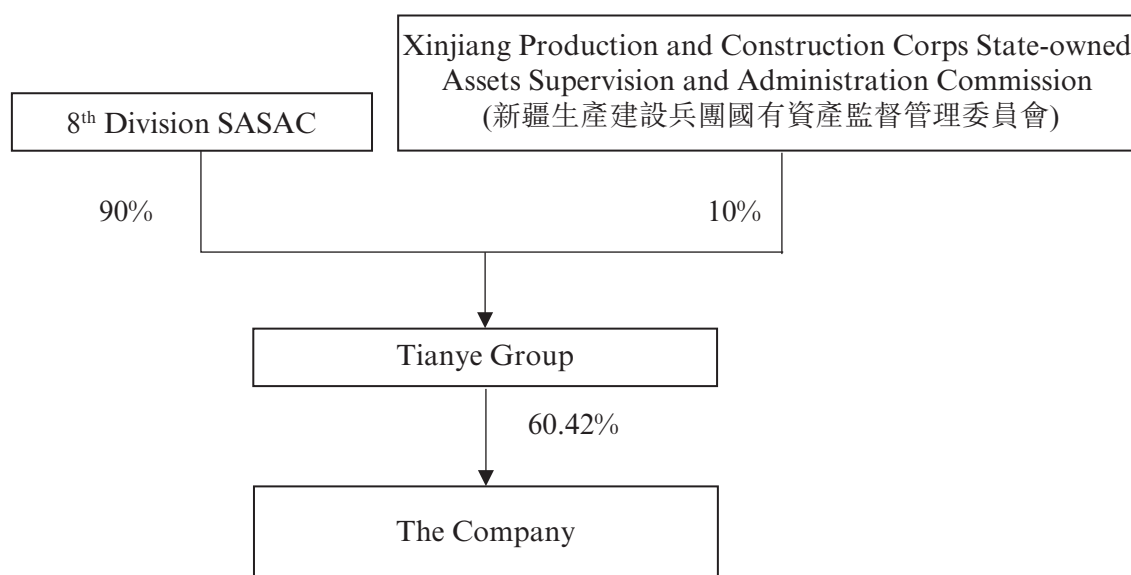 8th Division SASAC
Xinjiang Production and Construction Corps State-owned
Assets Supervision and Administration Commission
(新疆生產建設兵團國有資產監督管理委員會)
90%
10%
Tianye Group
60.42%
The Company